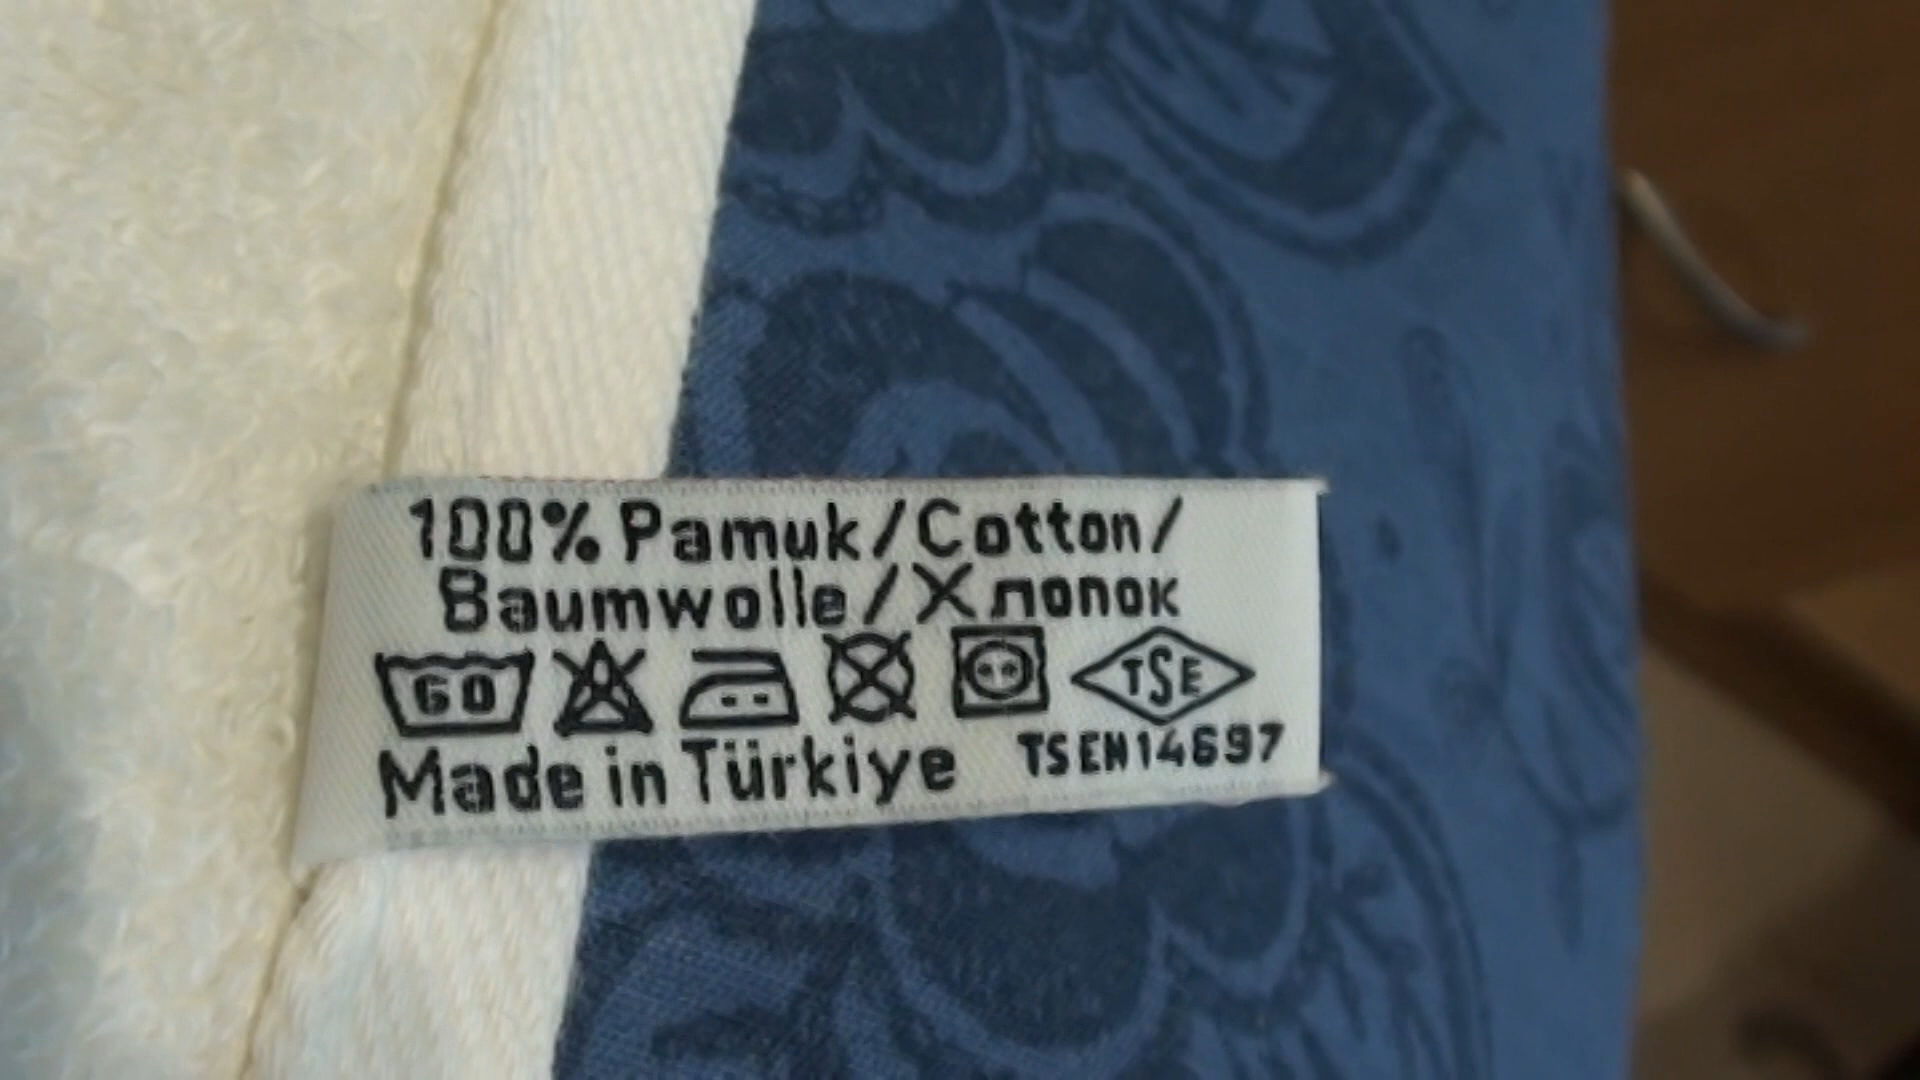 100% Pamuk/Cotton/
Baumwolle/Хлопок
60
TSE
Made in Türkiye
TS EN 14697